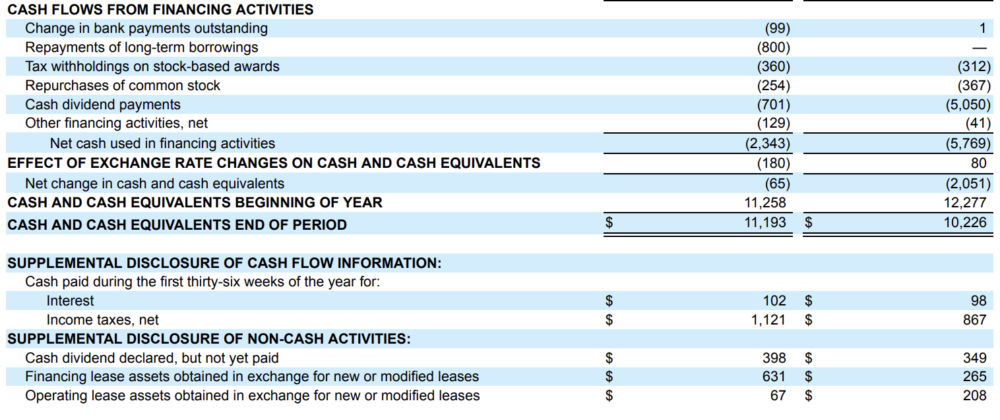 CASH FLOWS FROM FINANCING ACTIVITIES
Change in bank payments outstanding (99) 1
Repayments of long-term borrowings (800) —
Tax withholdings on stock-based awards (360) (312)
Repurchases of common stock (254) (367)
Cash dividend payments (701) (5,050)
Other financing activities, net (129) (41)
Net cash used in financing activities (2,343) (5,769)
EFFECT OF EXCHANGE RATE CHANGES ON CASH AND CASH EQUIVALENTS (180) 80
Net change in cash and cash equivalents (65) (2,051)
CASH AND CASH EQUIVALENTS BEGINNING OF YEAR 11,258 12,277
CASH AND CASH EQUIVALENTS END OF PERIOD $ 11,193 $ 10,226
SUPPLEMENTAL DISCLOSURE OF CASH FLOW INFORMATION:
Cash paid during the first thirty-six weeks of the year for:
Interest $ 102 $ 98
Income taxes, net $ 1,121 $ 867
SUPPLEMENTAL DISCLOSURE OF NON-CASH ACTIVITIES:
Cash dividend declared, but not yet paid $ 398 $ 349
Financing lease assets obtained in exchange for new or modified leases $ 631 $ 265
Operating lease assets obtained in exchange for new or modified leases $ 67 $ 208